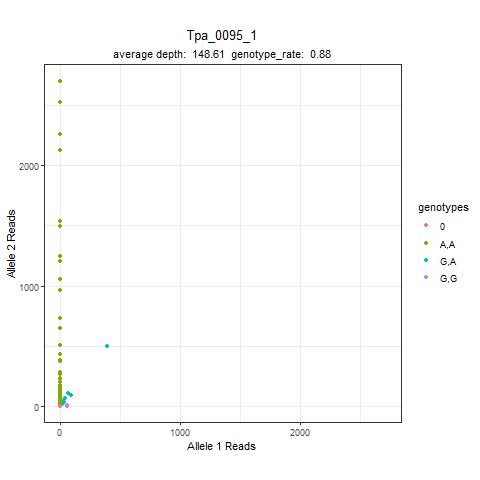 Tpa_0095_1
average depth:  148.61  genotype_rate:  0.88
Allele 2 Reads
2000
1000
0
0
1000
2000
Allele 1 Reads
genotypes
0
A,A
G,A
G,G